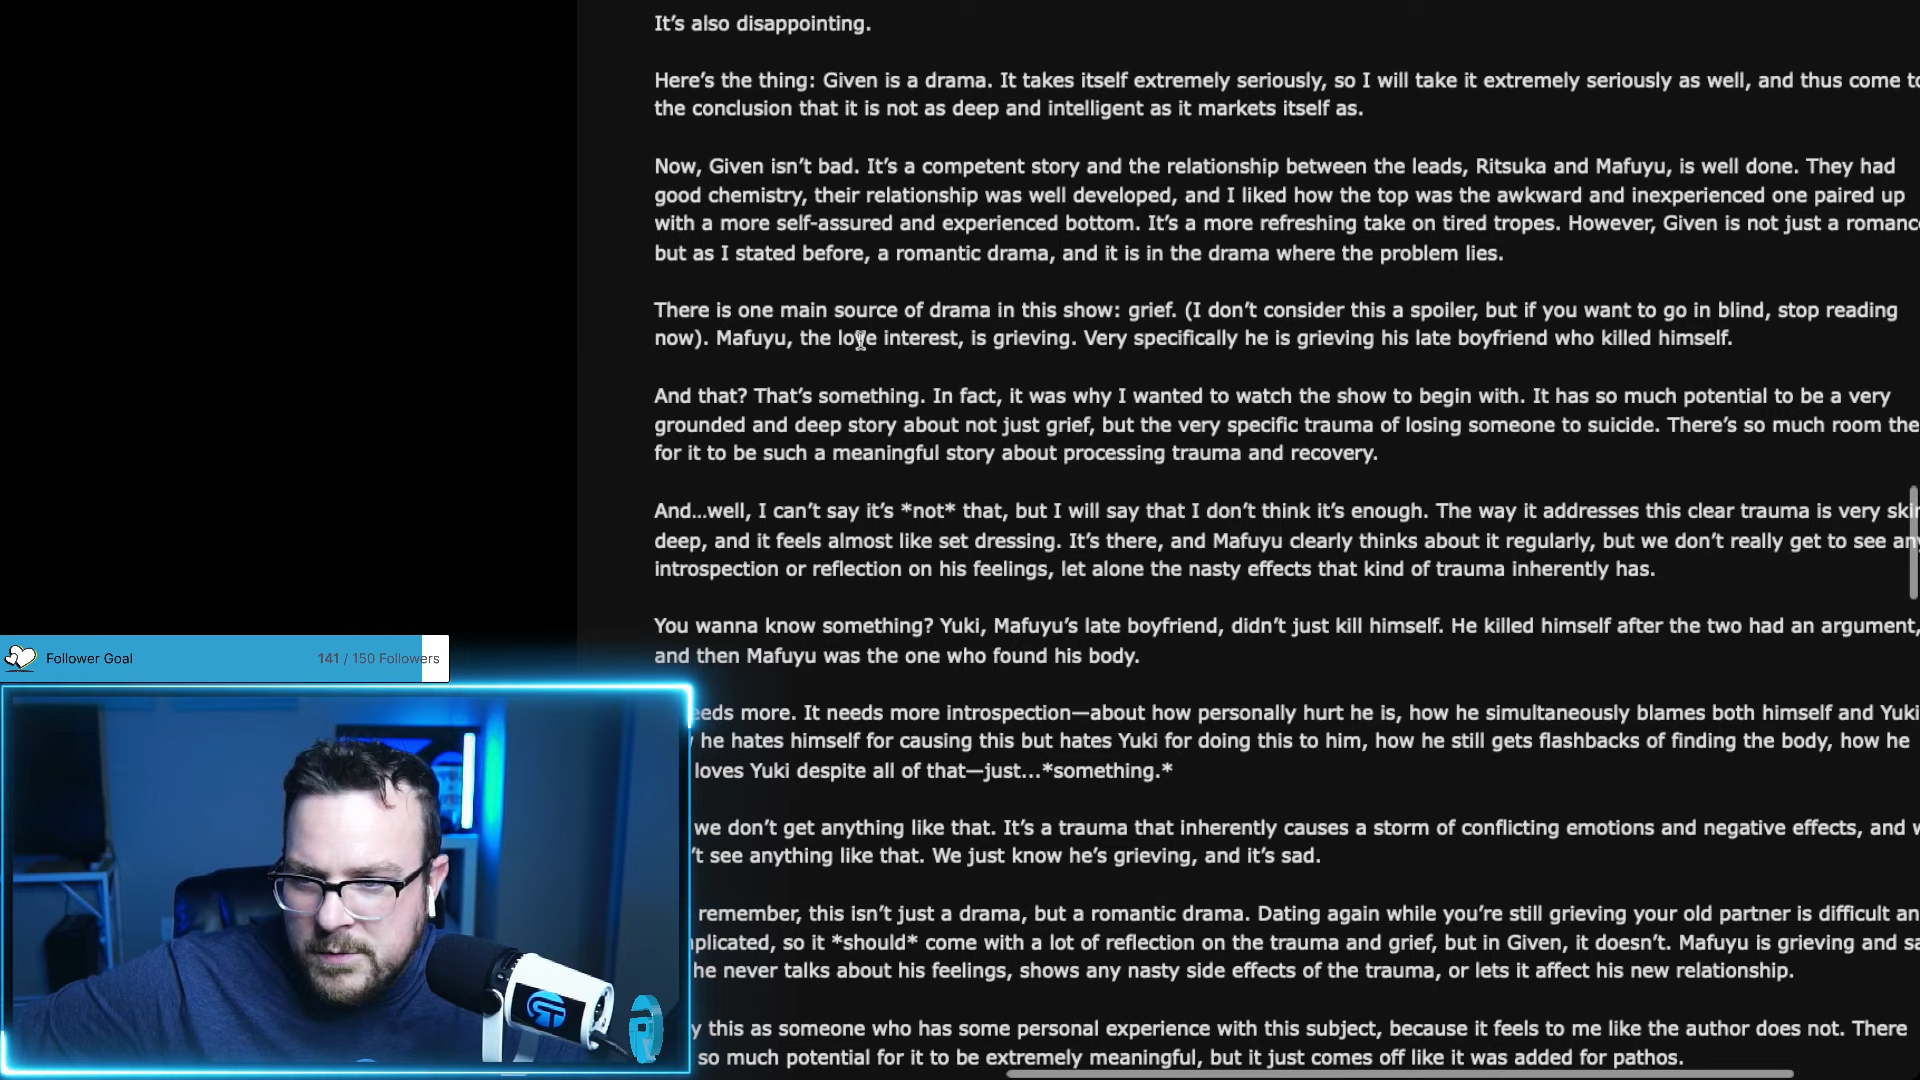 It’s also disappointing.
Here’s the thing: Given is a drama. It takes itself extremely seriously, so I will take it extremely seriously as well, and thus come to
the conclusion that it is not as deep and intelligent as it markets itself as.
Now, Given isn’t bad. It’s a competent story and the relationship between the leads, Ritsuka and Mafuyu, is well done. They had
good chemistry, their relationship was well developed, and I liked how the top was the awkward and inexperienced one paired up
with a more self-assured and experienced bottom. It’s a more refreshing take on tired tropes. However, Given is not just a romance
but as I stated before, a romantic drama, and it is in the drama where the problem lies.
There is one main source of drama in this show: grief. (I don’t consider this a spoiler, but if you want to go in blind, stop reading
now). Mafuyu, the love interest, is grieving. Very specifically he is grieving his late boyfriend who killed himself.
And that? That’s something. In fact, it was why I wanted to watch the show to begin with. It has so much potential to be a very
grounded and deep story about not just grief, but the very specific trauma of losing someone to suicide. There’s so much room the
for it to be such a meaningful story about processing trauma and recovery.
And…well, I can’t say it’s *not* that, but I will say that I don’t think it’s enough. The way it addresses this clear trauma is very skin
deep, and it feels almost like set dressing. It’s there, and Mafuyu clearly thinks about it regularly, but we don’t really get to see any
introspection or reflection on his feelings, let alone the nasty effects that kind of trauma inherently has.
You wanna know something? Yuki, Mafuyu’s late boyfriend, didn’t just kill himself. He killed himself after the two had an argument,
and then Mafuyu was the one who found his body.
eeds more. It needs more introspection—about how personally hurt he is, how he simultaneously blames both himself and Yuki
he hates himself for causing this but hates Yuki for doing this to him, how he still gets flashbacks of finding the body, how he
loves Yuki despite all of that—just…*something.*
we don’t get anything like that. It’s a trauma that inherently causes a storm of conflicting emotions and negative effects, and w
’t see anything like that. We just know he’s grieving, and it’s sad.
remember, this isn’t just a drama, but a romantic drama. Dating again while you’re still grieving your old partner is difficult an
plicated, so it *should* come with a lot of reflection on the trauma and grief, but in Given, it doesn’t. Mafuyu is grieving and sa
he never talks about his feelings, shows any nasty side effects of the trauma, or lets it affect his new relationship.
y this as someone who has some personal experience with this subject, because it feels to me like the author does not. There
so much potential for it to be extremely meaningful, but it just comes off like it was added for pathos.
Follower Goal 141 / 150 Followers